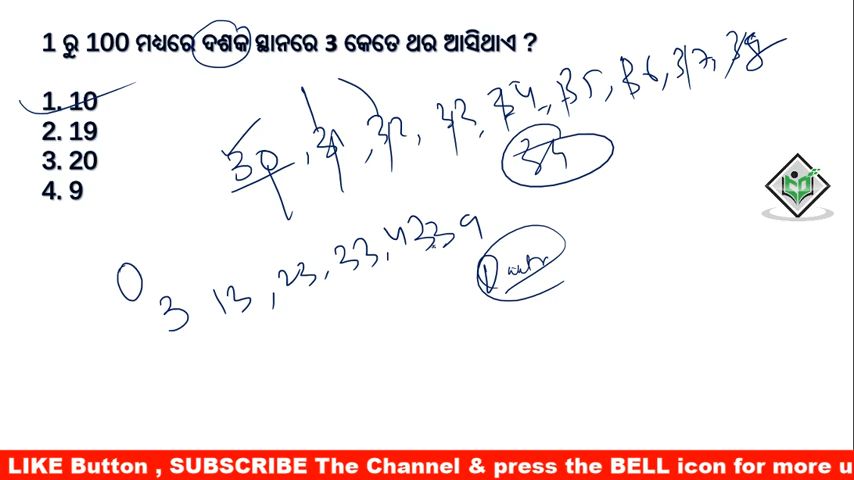 1 ରୁ 100 ମଧ୍ୟରେ ଦଶକ ସ୍ଥାନରେ 3 କେତେ ଥର ଆସିଥାଏ ?
1. 10
2. 19
3. 20
4. 9
30, 31, 32, 33, 34, 35, 36, 37, 38
39
0 3 13, 23, 33, 43
LIKE Button , SUBSCRIBE The Channel & press the BELL icon for more u